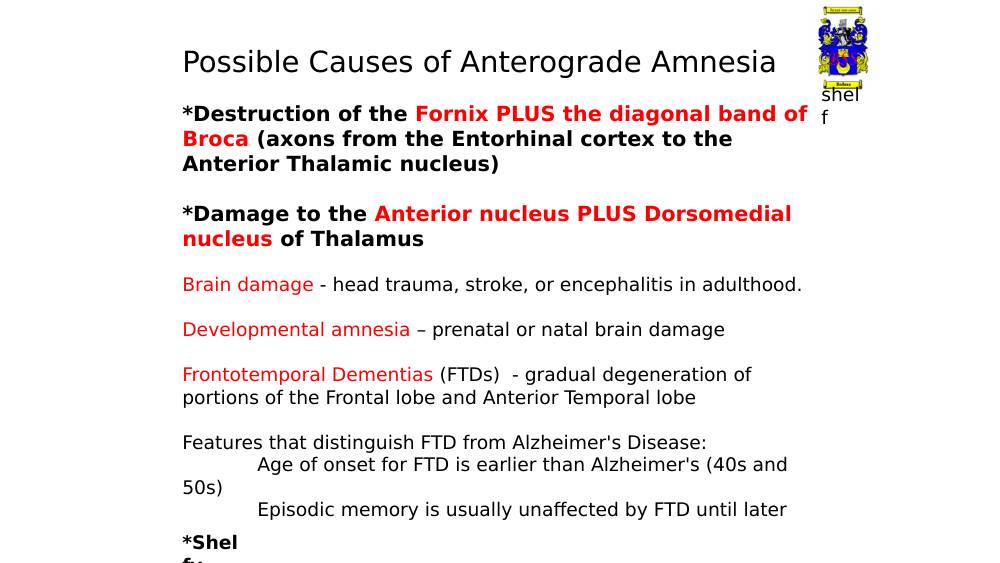 Possible Causes of Anterograde Amnesia
shel
f
*Destruction of the Fornix PLUS the diagonal band of
Broca (axons from the Entorhinal cortex to the
Anterior Thalamic nucleus)
*Damage to the Anterior nucleus PLUS Dorsomedial
nucleus of Thalamus
Brain damage - head trauma, stroke, or encephalitis in adulthood.
Developmental amnesia – prenatal or natal brain damage
Frontotemporal Dementias (FTDs)  - gradual degeneration of
portions of the Frontal lobe and Anterior Temporal lobe
Features that distinguish FTD from Alzheimer's Disease:
Age of onset for FTD is earlier than Alzheimer's (40s and
50s)
Episodic memory is usually unaffected by FTD until later
*Shel